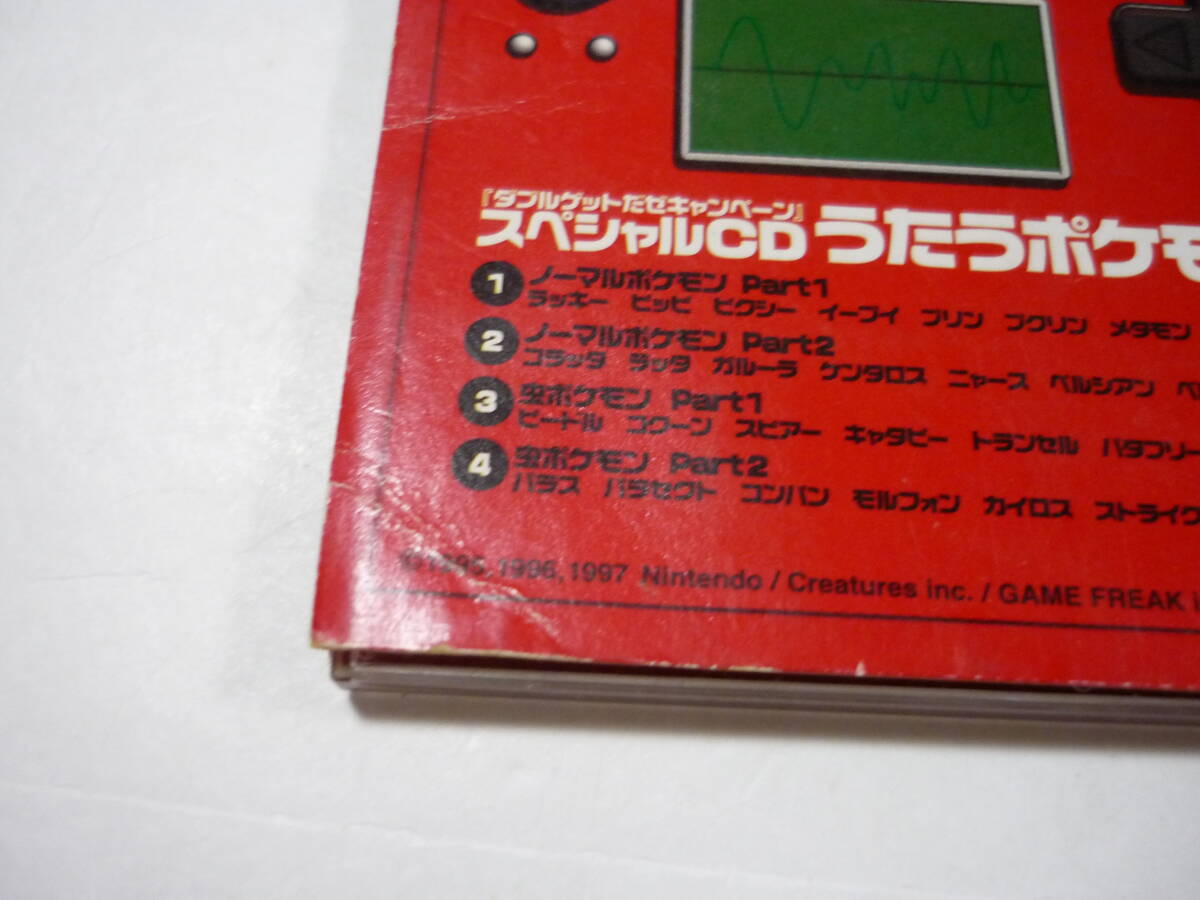 『ダブルゲットだぜキャンペーン』
スペシャルCD うたうポケモ
1 ノーマルポケモン Part1
ラッキー ピッピ ピクシー イーブイ プリン プクリン メタモン
2 ノーマルポケモン Part2
コラッタ ラッタ ガルーラ ケンタロス ニャース ペルシアン ベ
3 虫ポケモン Part1
ビードル コクーン スピアー キャタピー トランセル バタフリー
4 虫ポケモン Part2
パラス パラセクト コンパン モルフォン カイロス ストライク
©1995, 1996, 1997 Nintendo / Creatures inc. / GAME FREAK i